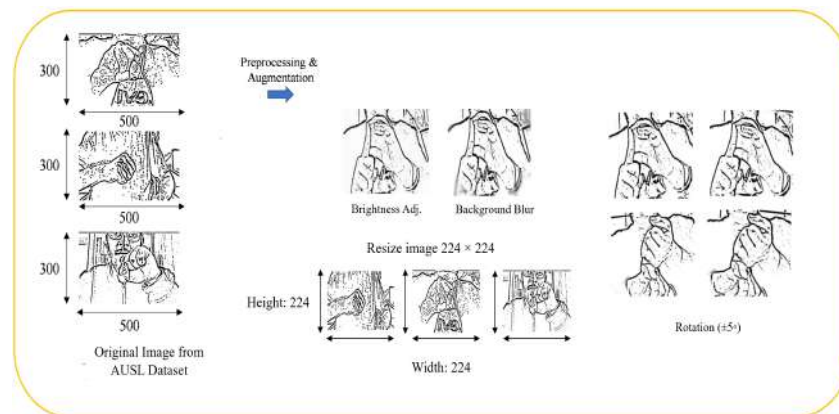 300
500
300
500
300
500
Original Image from
AUSL Dataset
Preprocessing &
Augmentation
Brightness Adj.
Background Blur
Resize image 224 × 224
Height: 224
Width: 224
Rotation (±5◦)